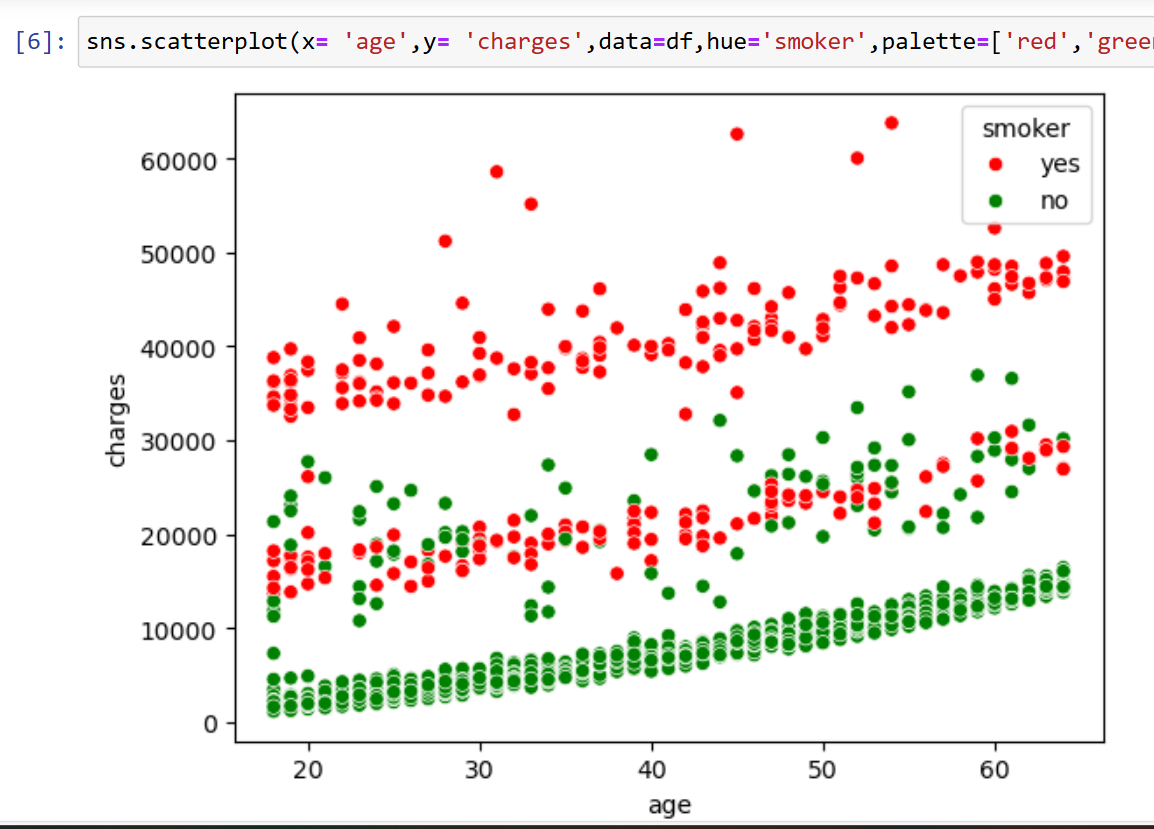 [6]: sns.scatterplot(x= 'age',y= 'charges',data=df,hue='smoker',palette=['red','gree
smoker
yes
no
60000
50000
40000
30000
20000
10000
0
charges
20 30 40 50 60
age